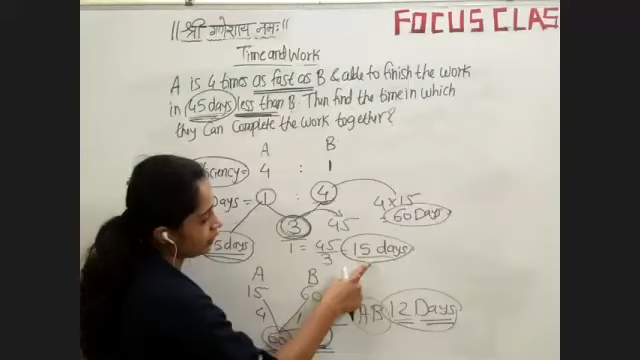 ||श्री गणेशाय नमः||
FOCUS CLAS
Time and Work
A is 4 times as fast as B & able to finish the work
in 45 days less than B. Then find the time in which
they Can Complete the work together?
A B
4 : 1
Days = 1 : 4
4×15
60 Days
3 45
5 days
1 = 45/3 = 15 days
A B
15 60
4 1
60
AB 12 Days